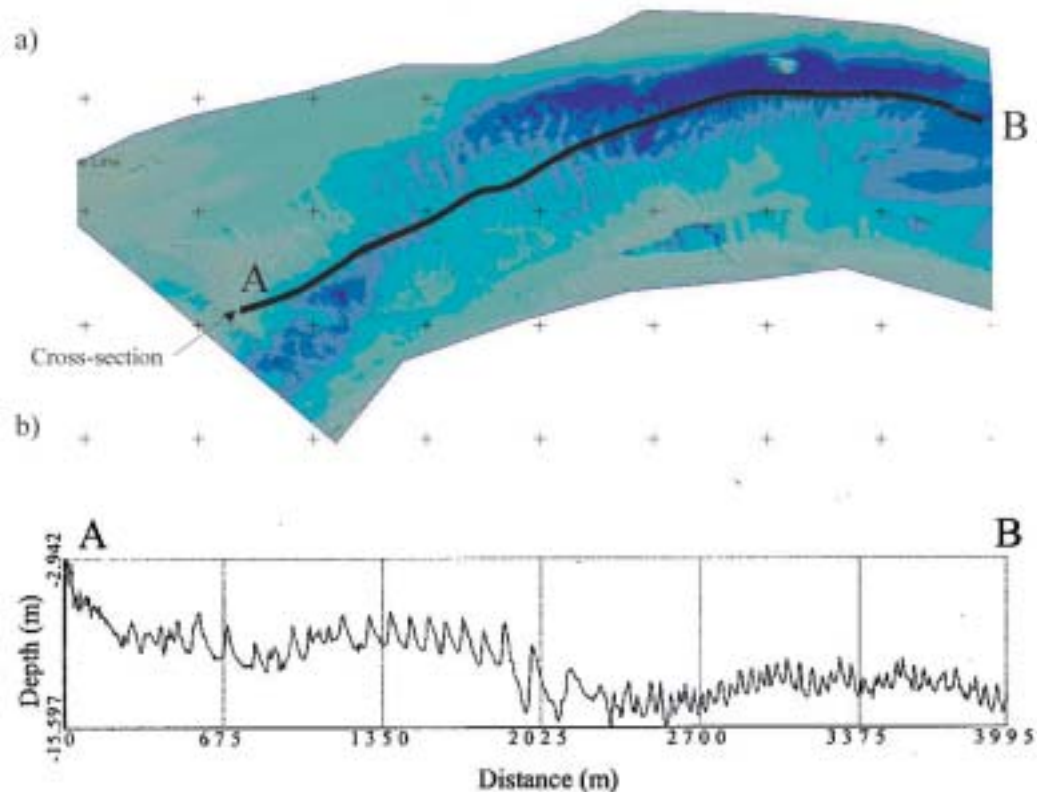 a)
B
A
Cross-section
b)
A B
-2.942
Depth (m)
-15.597
0 675 1350 2025 2700 3375 3995
Distance (m)